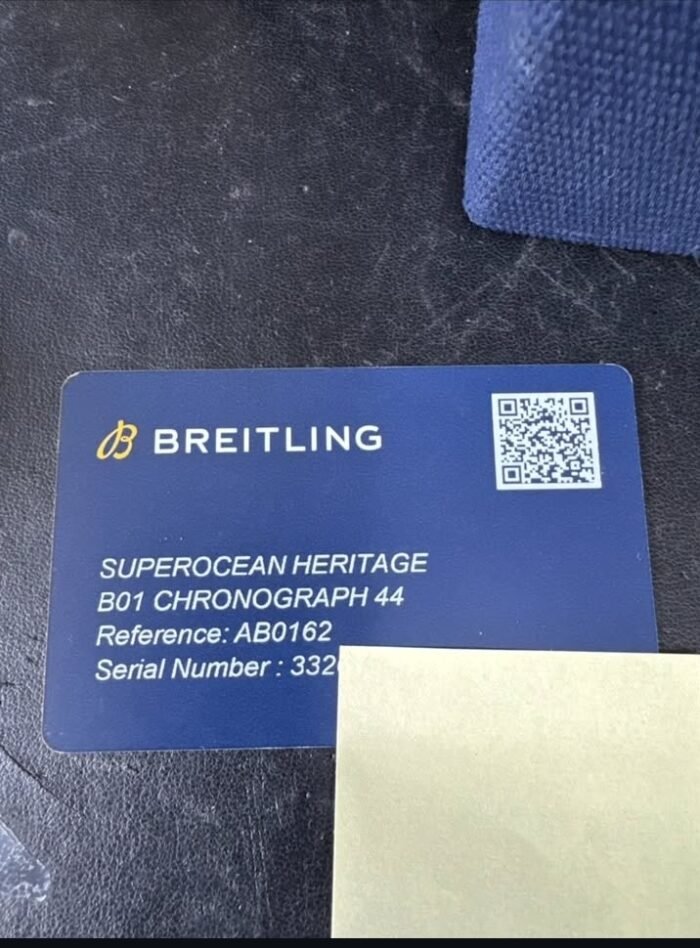 BREITLING
SUPEROCEAN HERITAGE
B01 CHRONOGRAPH 44
Reference: AB0162
Serial Number : 332